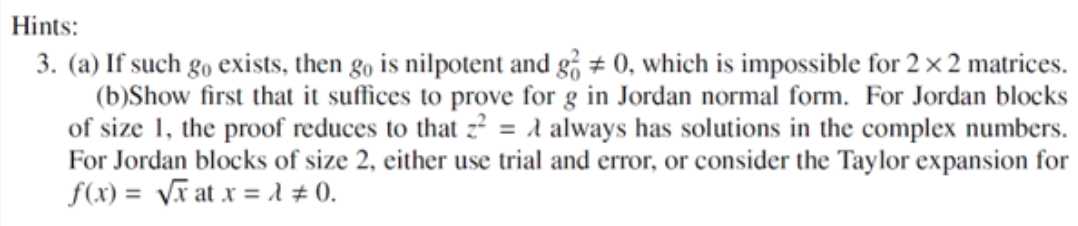 Hints:
3. (a) If such g₀ exists, then g₀ is nilpotent and g₀² ≠ 0, which is impossible for 2 × 2 matrices.
(b)Show first that it suffices to prove for g in Jordan normal form. For Jordan blocks
of size 1, the proof reduces to that z² = λ always has solutions in the complex numbers.
For Jordan blocks of size 2, either use trial and error, or consider the Taylor expansion for
f(x) = √x at x = λ ≠ 0.